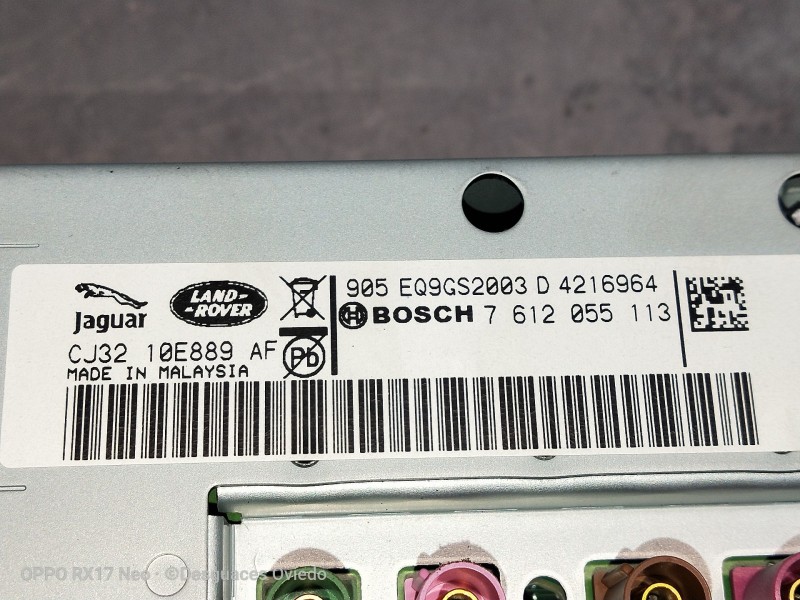 Jaguar
LAND-
-ROVER
905 EQ9GS2003 D 4216964
BOSCH 7 612 055 113
CJ32 10E889 AF
Pb
MADE IN MALAYSIA
OPPO RX17 Neo · ©Desguaces Oviedo